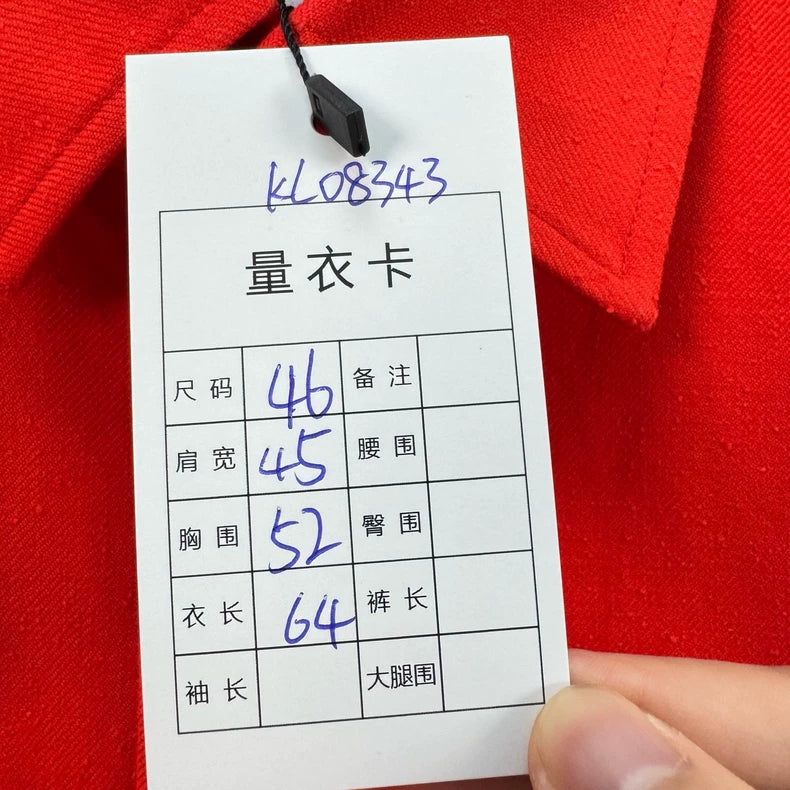 KL08343
量衣卡
尺码 46 备注
肩宽 45 腰围
胸围 52 臀围
衣长 64 裤长
袖长 大腿围